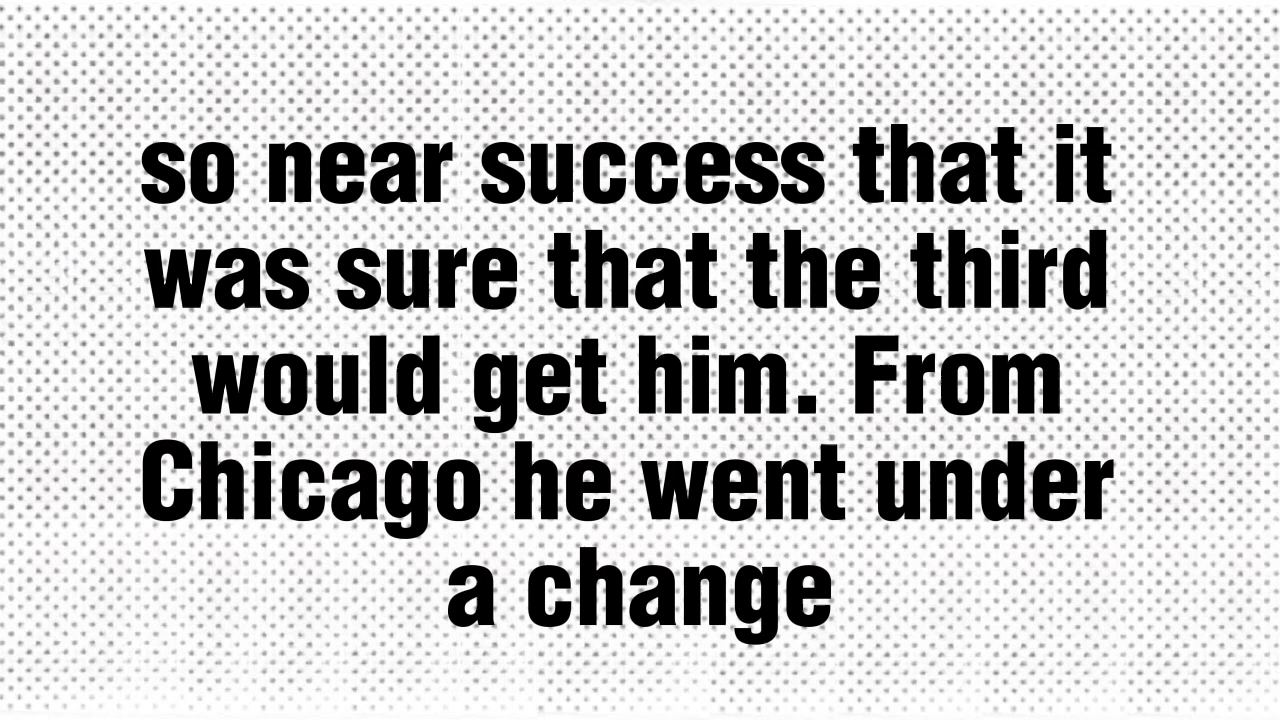 so near success that it
was sure that the third
would get him. From
Chicago he went under
a change